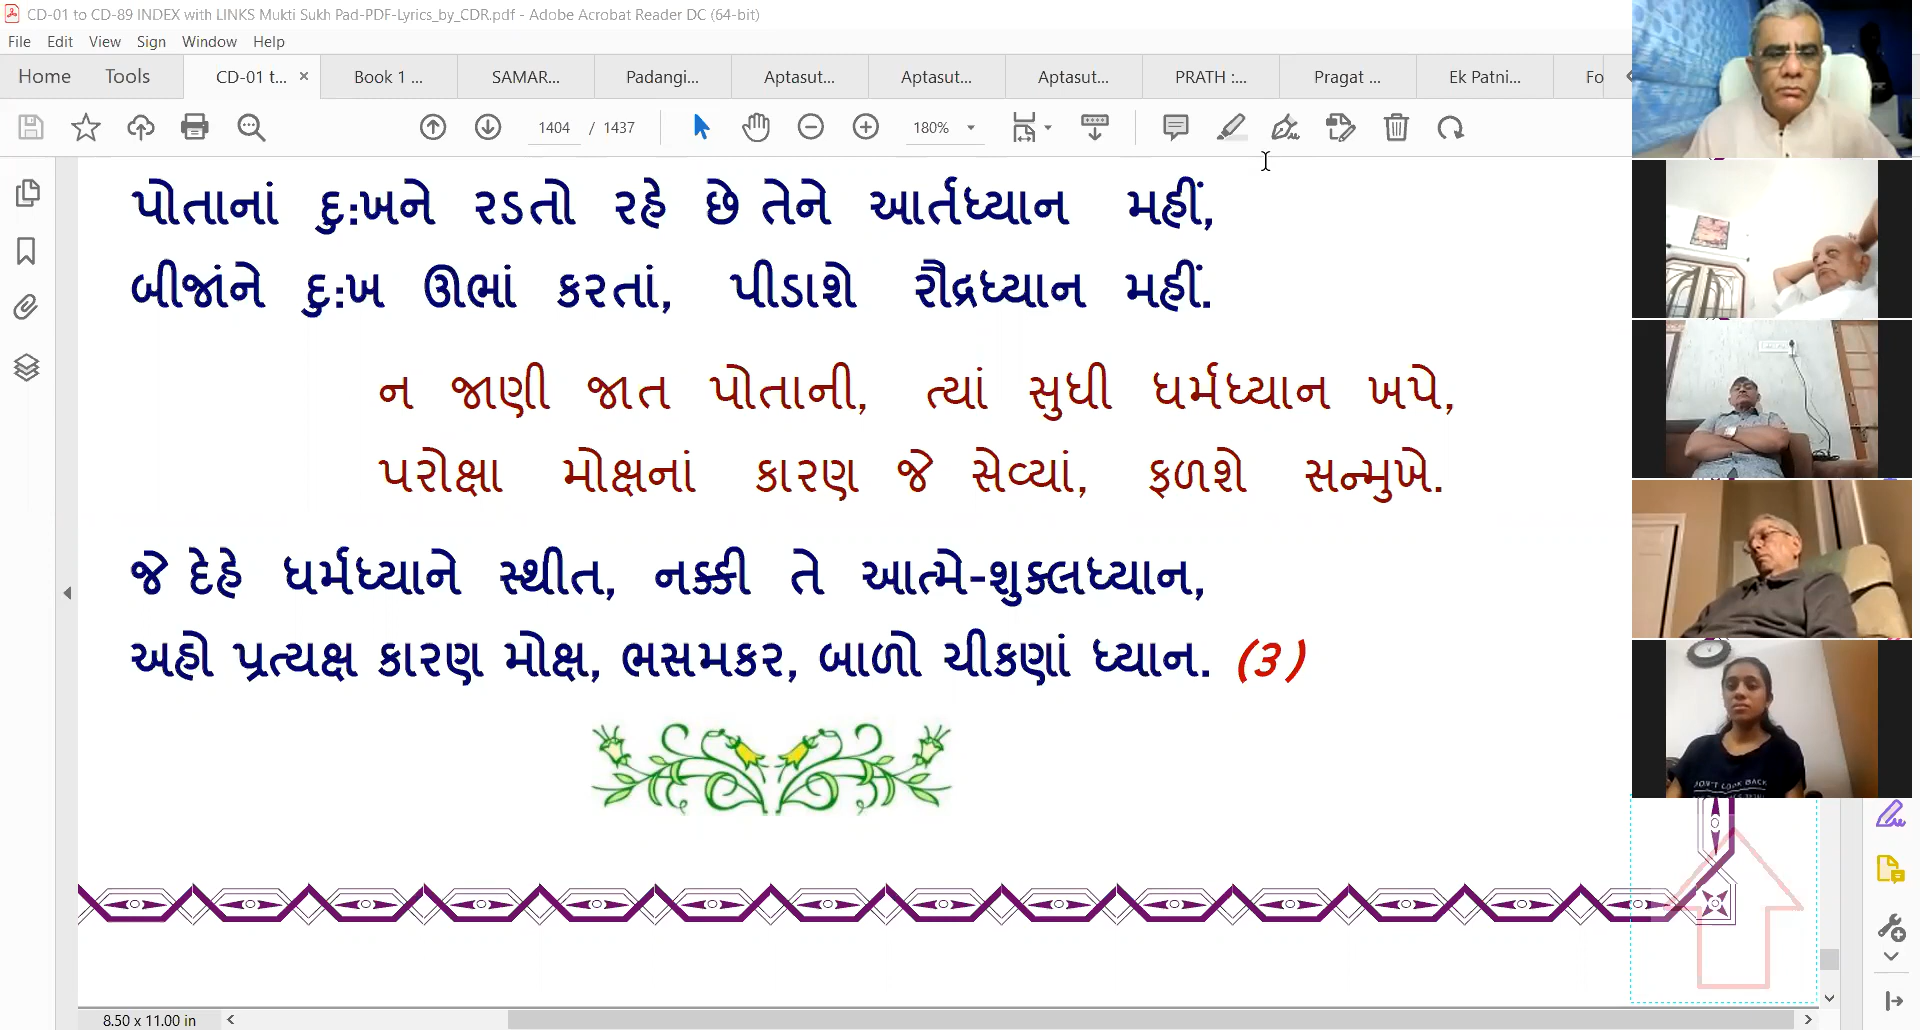 CD-01 to CD-89 INDEX with LINKS Mukti Sukh Pad-PDF-Lyrics_by_CDR.pdf - Adobe Acrobat Reader DC (64-bit)
File Edit View Sign Window Help
Home Tools CD-01 t... × Book 1 ... SAMAR... Padangi... Aptasut... Aptasut... Aptasut... PRATH :... Pragat ... Ek Patni... Fo
1404 / 1437 180%
પોતાનાં દુ:ખને રડતો રહે છે તેને આર્તધ્યાન મહીં,
બીજાંને દુ:ખ ઊભાં કરતાં, પીડાશે રૌદ્રધ્યાન મહીં.
ન જાણી જાત પોતાની, ત્યાં સુધી ધર્મધ્યાન ખપે,
પરોક્ષા મોક્ષનાં કારણ જે સેવ્યાં, ફળશે સન્મુખે.
જે દેહે ધર્મધ્યાને સ્થીત, નક્કી તે આત્મે-શુક્લધ્યાન,
અહો પ્રત્યક્ષ કારણ મોક્ષ, ભસમકર, બાળો ચીકણાં ધ્યાન. (3)
DON'T LOOK BACK
8.50 x 11.00 in